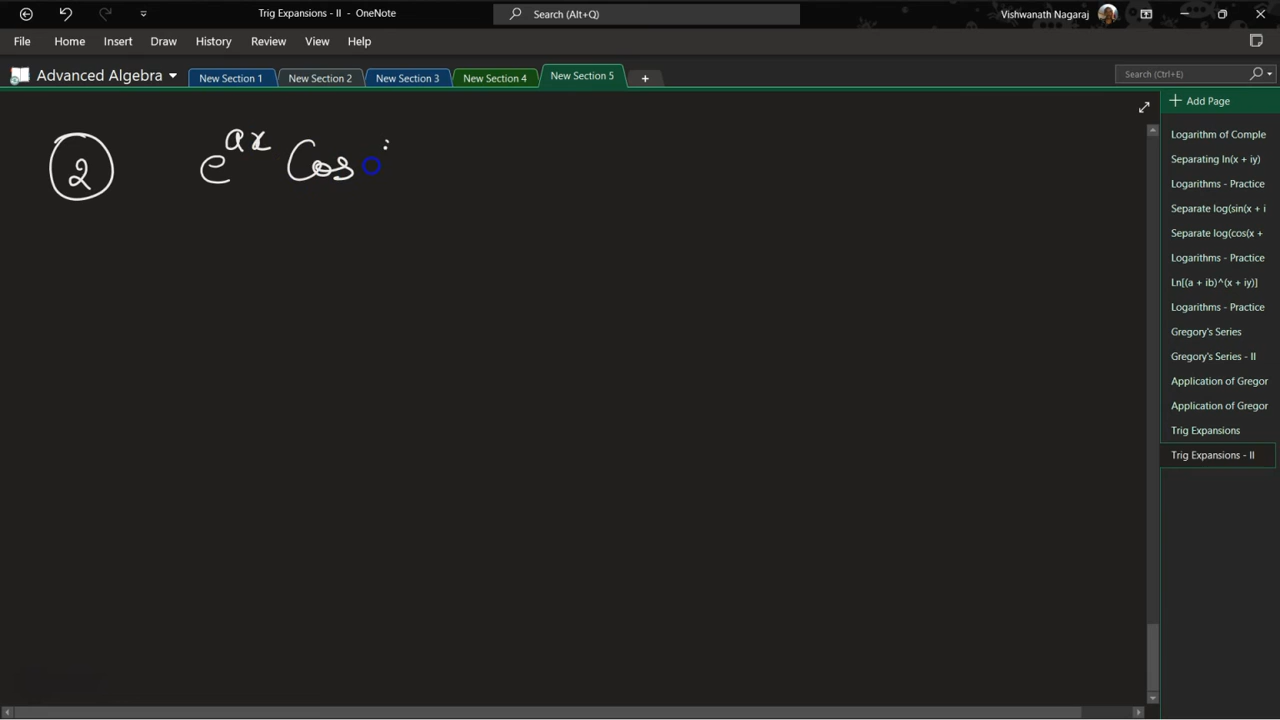 Trig Expansions - II - OneNote
Search (Alt+Q)
Vishwanath Nagaraj
File Home Insert Draw History Review View Help
Advanced Algebra New Section 1 New Section 2 New Section 3 New Section 4 New Section 5 +
Search (Ctrl+E)
Add Page
② e^{ax} Cos
Logarithm of Comple
Separating ln(x + iy)
Logarithms - Practice
Separate log(sin(x + i
Separate log(cos(x +
Logarithms - Practice
Ln[(a + ib)^(x + iy)]
Logarithms - Practice
Gregory's Series
Gregory's Series - II
Application of Gregor
Application of Gregor
Trig Expansions
Trig Expansions - II